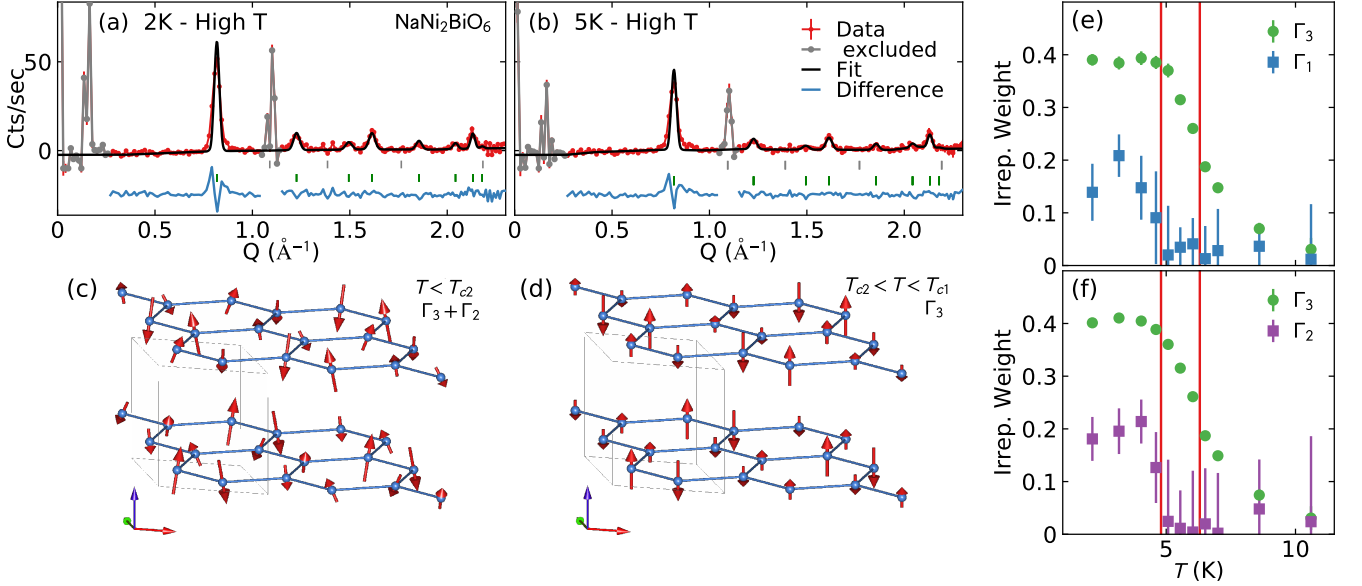 (a) 2K - High T NaNi₂BiO₆
Cts/sec
50
0
0
0.5
1.0
1.5
2.0
Q (Å⁻¹)
(b) 5K - High T
Data
excluded
Fit
Difference
0
0.5
1.0
1.5
2.0
Q (Å⁻¹)
(c)
T < T_c2
Γ₃ + Γ₂
(d)
T_c2 < T < T_c1
Γ₃
(e)
Γ₃
Γ₁
Irrep. Weight
0.4
0.3
0.2
0.1
0
(f)
Γ₃
Γ₂
Irrep. Weight
0.4
0.3
0.2
0.1
0
5
10
T (K)